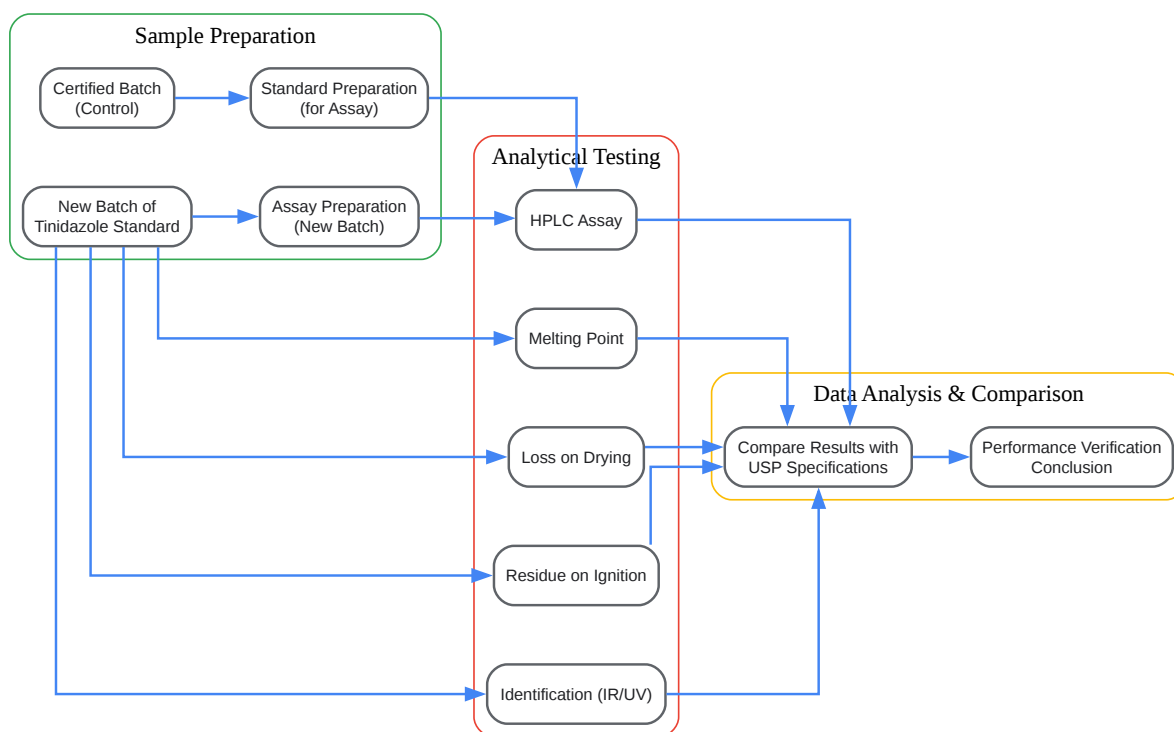 Sample Preparation
Certified Batch
(Control)
Standard Preparation
(for Assay)
New Batch of
Tinidazole Standard
Assay Preparation
(New Batch)
Analytical Testing
HPLC Assay
Melting Point
Loss on Drying
Residue on Ignition
Identification (IR/UV)
Data Analysis & Comparison
Compare Results with
USP Specifications
Performance Verification
Conclusion